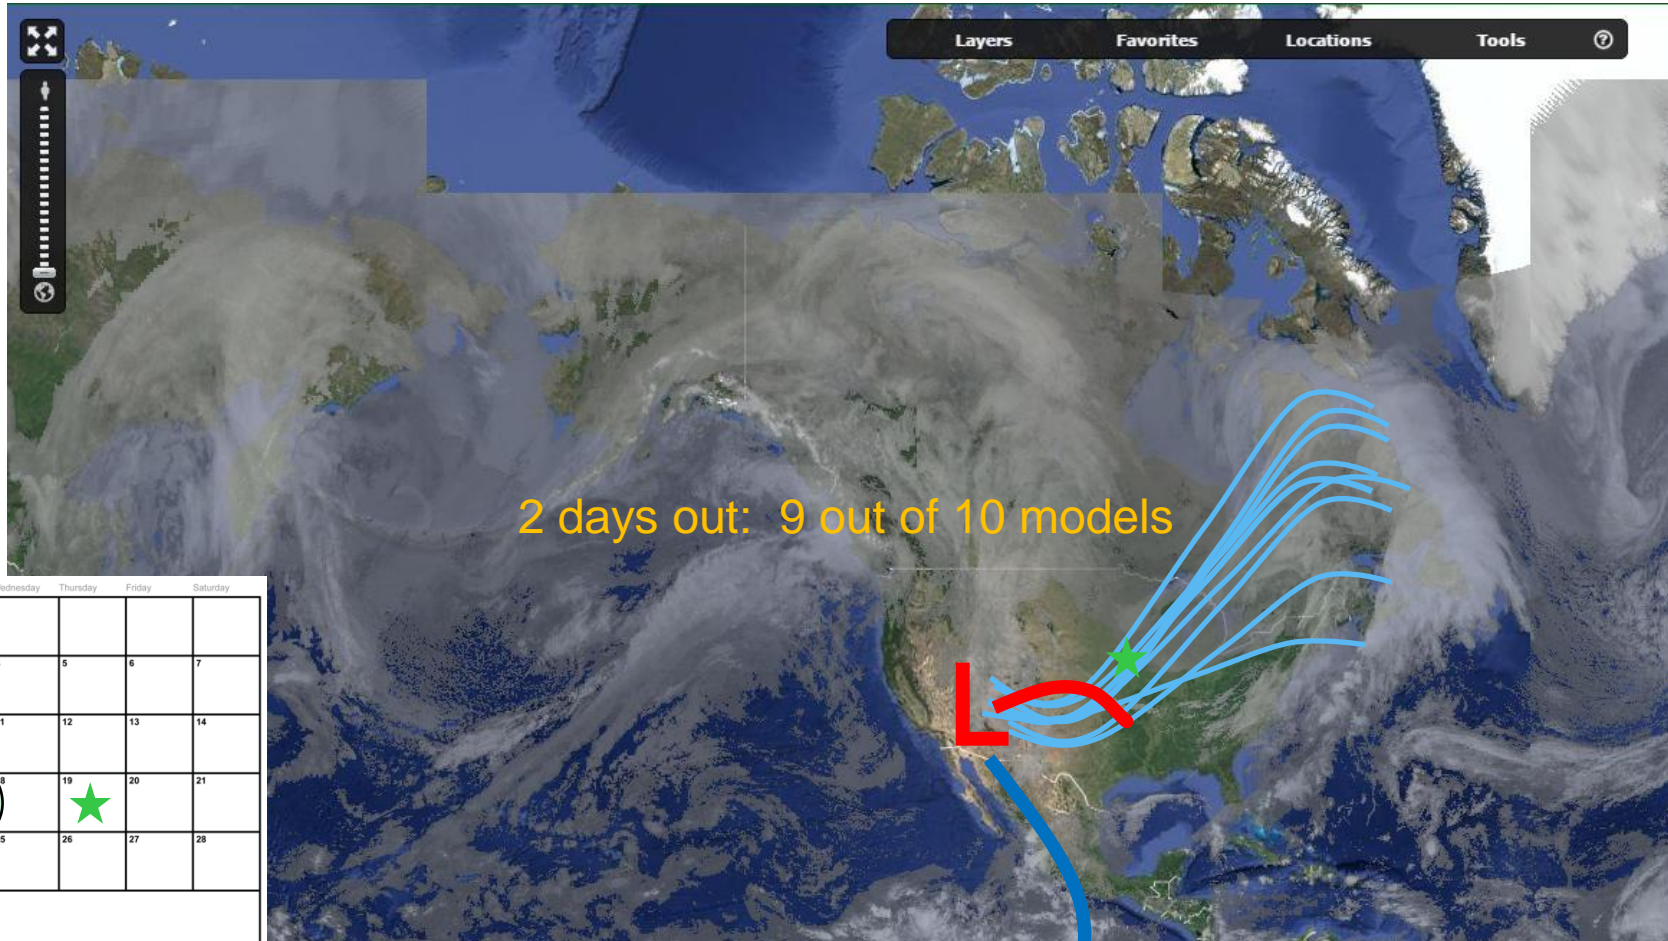 Layers Favorites Locations Tools ?
2 days out: 9 out of 10 models
L
Thursday Friday Saturday
5 6 7
12 13 14
19 20 21
26 27 28